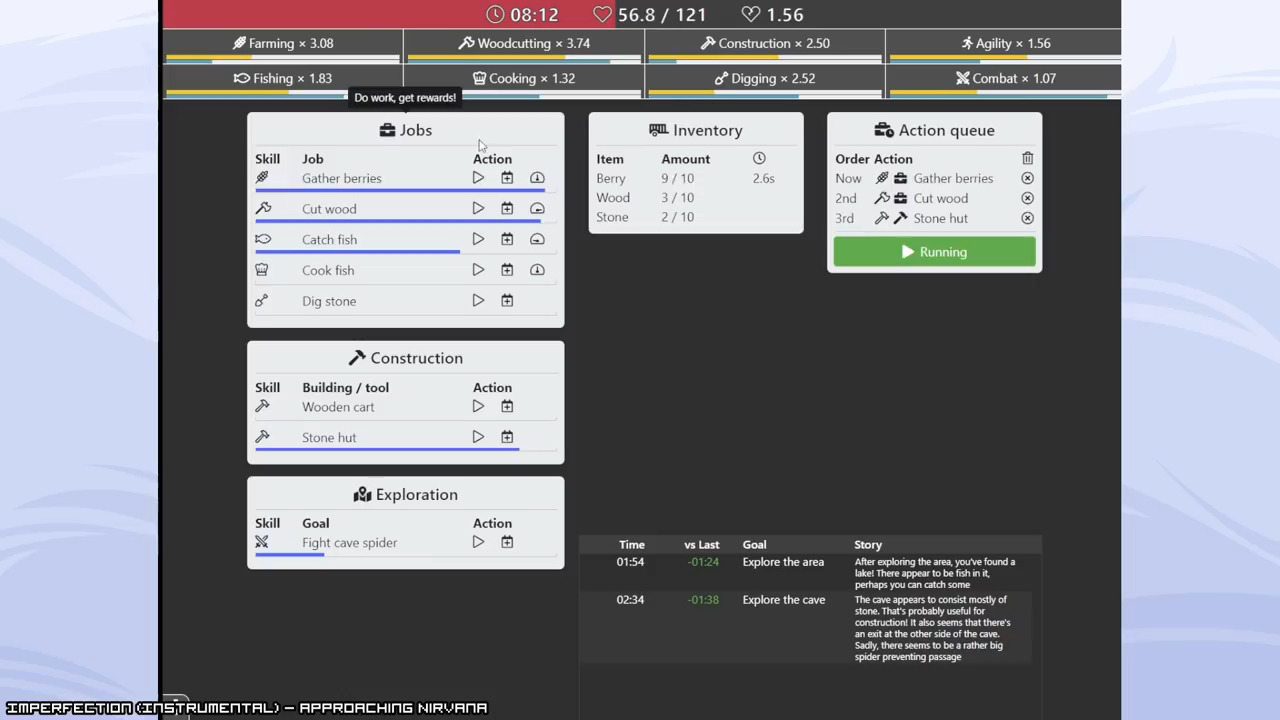 08:12 56.8 / 121 1.56
Farming × 3.08 Woodcutting × 3.74 Construction × 2.50 Agility × 1.56
Fishing × 1.83 Cooking × 1.32 Digging × 2.52 Combat × 1.07
Do work, get rewards!
Jobs
Skill Job Action
Gather berries
Cut wood
Catch fish
Cook fish
Dig stone
Construction
Skill Building / tool Action
Wooden cart
Stone hut
Exploration
Skill Goal Action
Fight cave spider
Inventory
Item Amount
Berry 9 / 10 2.6s
Wood 3 / 10
Stone 2 / 10
Action queue
Order Action
Now Gather berries
2nd Cut wood
3rd Stone hut
Running
Time vs Last Goal Story
01:54 -01:24 Explore the area After exploring the area, you've found a
lake! There appear to be fish in it,
perhaps you can catch some
02:34 -01:38 Explore the cave The cave appears to consist mostly of
stone. That's probably useful for
construction! It also seems that there's
an exit at the other side of the cave.
Sadly, there seems to be a rather big
spider preventing passage
IMPERFECTION (INSTRUMENTAL) – APPROACHING NIRVANA